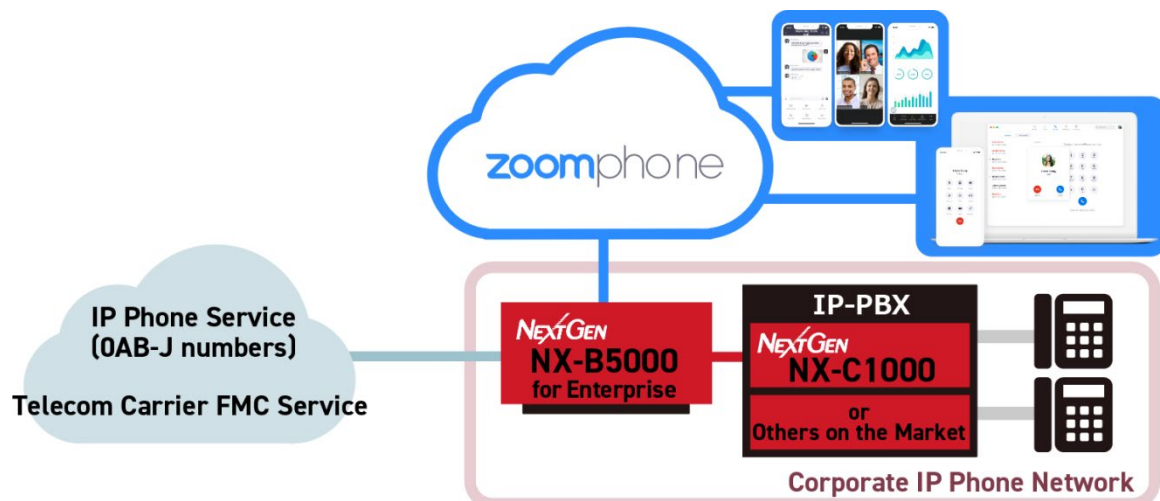 zoomphone
IP Phone Service
(0AB-J numbers)
Telecom Carrier FMC Service
NEXTGEN
NX-B5000
for Enterprise
IP-PBX
NEXTGEN
NX-C1000
or
Others on the Market
Corporate IP Phone Network